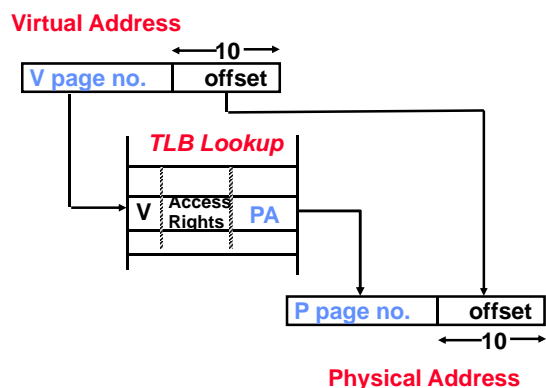 Virtual Address
10
V page no. offset
TLB Lookup
V Access Rights PA
P page no. offset
10
Physical Address